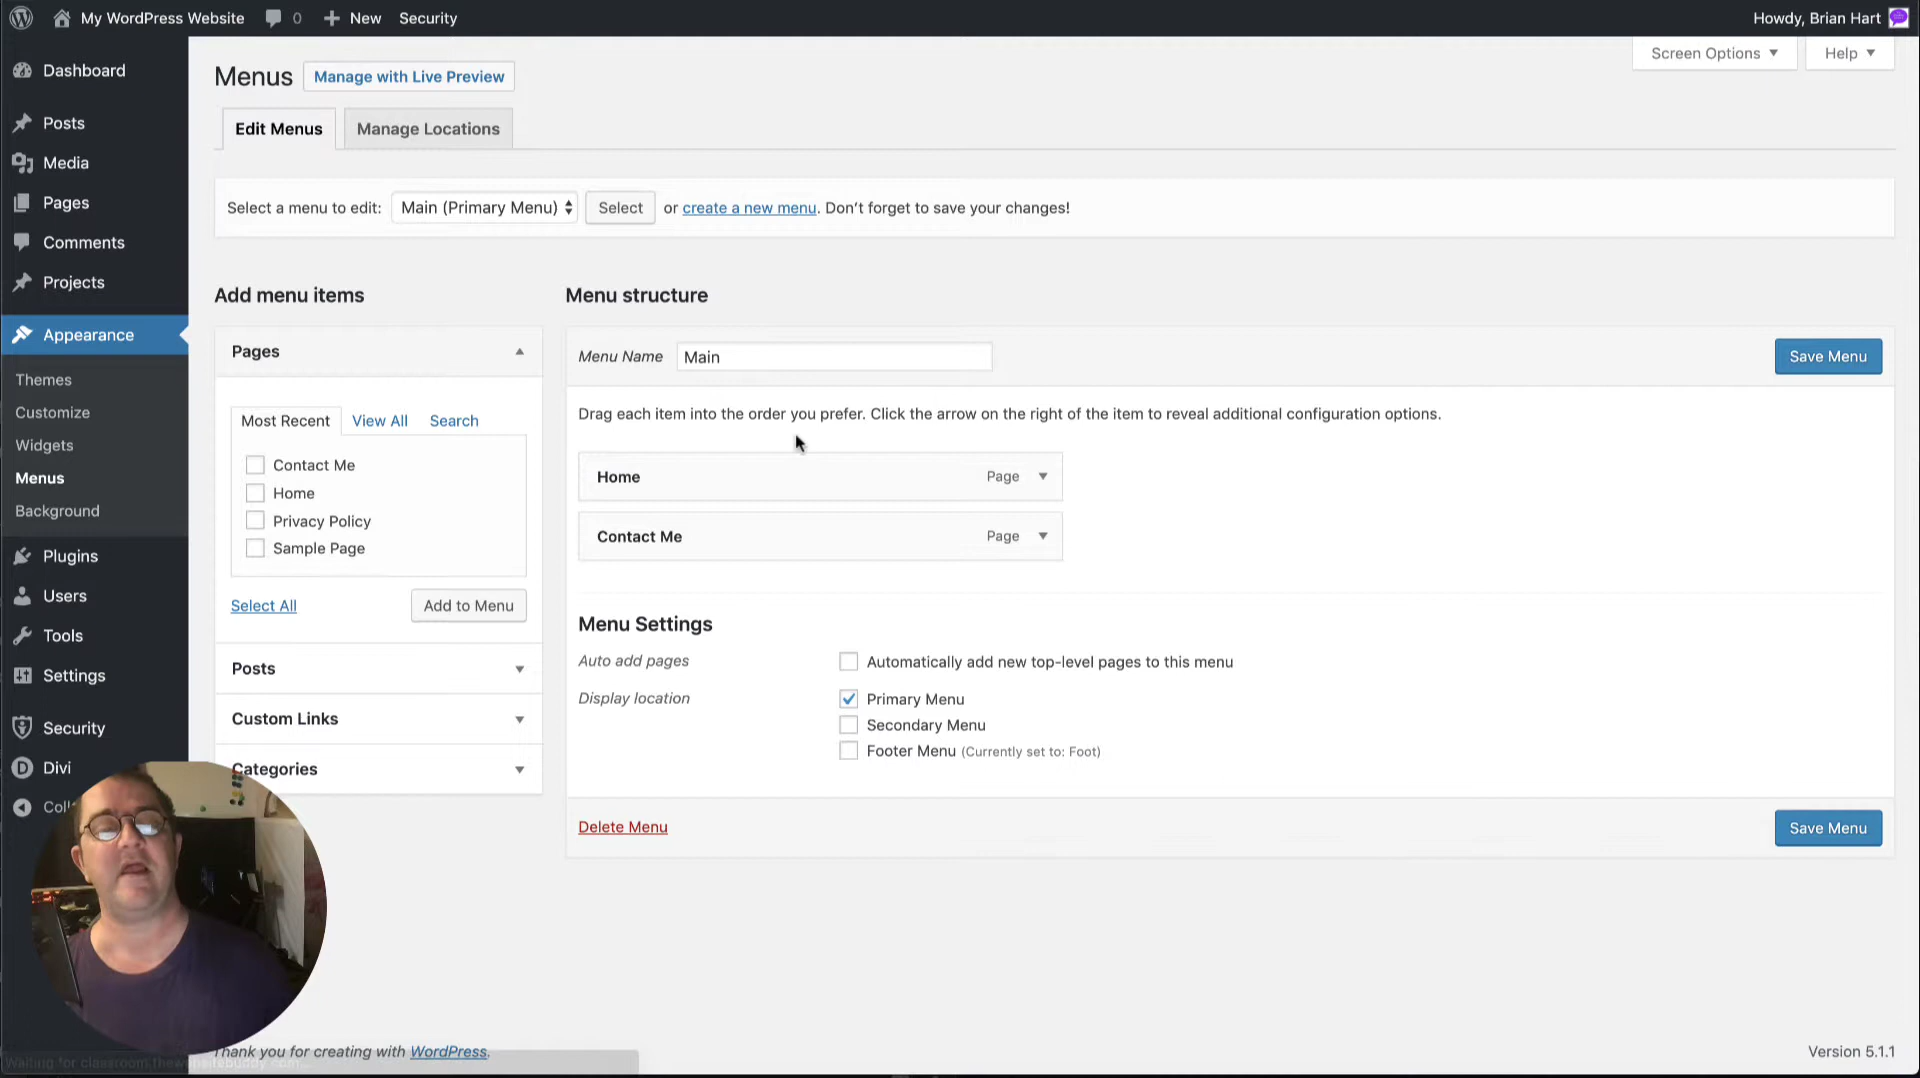 My WordPress Website 0 New Security Howdy, Brian Hart
Screen Options Help
Dashboard
Posts
Media
Pages
Comments
Projects
Appearance
Themes
Customize
Widgets
Menus
Background
Plugins
Users
Tools
Settings
Security
Divi
Menus Manage with Live Preview
Edit Menus Manage Locations
Select a menu to edit: Main (Primary Menu) Select or create a new menu. Don't forget to save your changes!
Add menu items
Pages
Most Recent View All Search
Contact Me
Home
Privacy Policy
Sample Page
Select All Add to Menu
Posts
Custom Links
Categories
Menu structure
Menu Name Main Save Menu
Drag each item into the order you prefer. Click the arrow on the right of the item to reveal additional configuration options.
Home Page
Contact Me Page
Menu Settings
Auto add pages Automatically add new top-level pages to this menu
Display location Primary Menu
Secondary Menu
Footer Menu (Currently set to: Foot)
Delete Menu Save Menu
Thank you for creating with WordPress.
Version 5.1.1
Waiting for